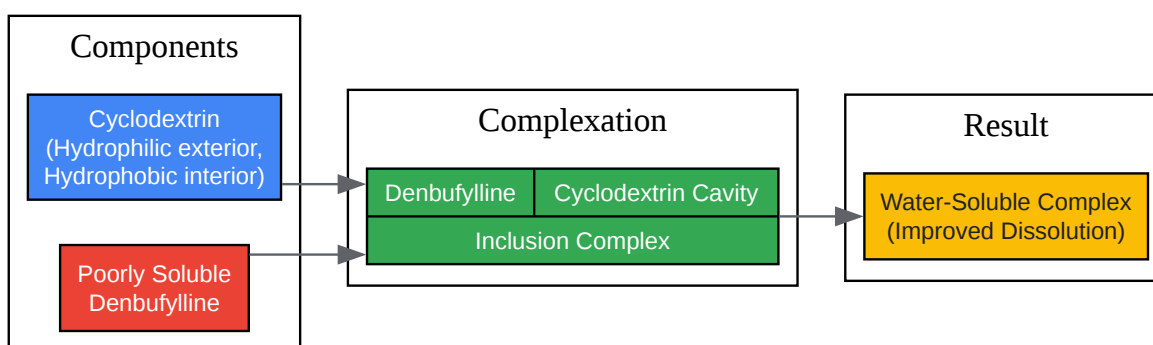 Components
Cyclodextrin
(Hydrophilic exterior,
Hydrophobic interior)
Poorly Soluble
Denbufylline
Complexation
Denbufylline
Cyclodextrin Cavity
Inclusion Complex
Result
Water-Soluble Complex
(Improved Dissolution)